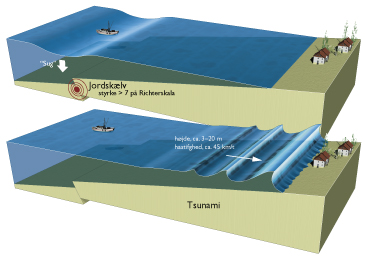 "Sug"
Jordskælv
styrke > 7 på Richterskala
højde, ca. 3-20 m
hastighed, ca. 45 km/t
Tsunami